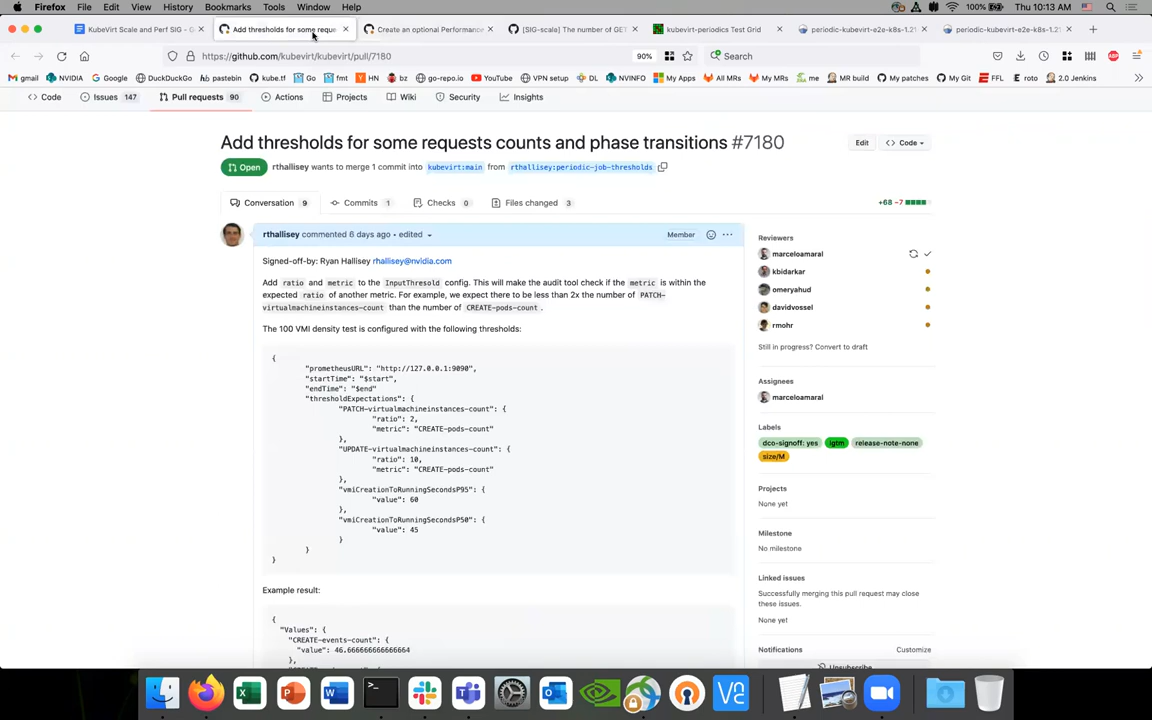 Firefox File Edit View History Bookmarks Tools Window Help 100% Thu 10:13 AM
KubeVirt Scale and Perf SIG - G Add thresholds for some reque Create an optional Performance [SIG-scale] The number of GET kubevirt-periodics Test Grid periodic-kubevirt-e2e-k8s-1.21 periodic-kubevirt-e2e-k8s-1.21
https://github.com/kubevirt/kubevirt/pull/7180 90% Search
gmail NVIDIA Google DuckDuckGo pastebin kube.tf Go fmt HN bz go-repo.io YouTube VPN setup DL NVINFO My Apps All MRs My MRs me MR build My patches My Git FFL roto 2.0 Jenkins
Code Issues 147 Pull requests 90 Actions Projects Wiki Security Insights
Add thresholds for some requests counts and phase transitions #7180
Edit Code
Open rthallisey wants to merge 1 commit into kubevirt:main from rthallisey:periodic-job-thresholds
Conversation 9 Commits 1 Checks 0 Files changed 3 +68 −7
rthallisey commented 6 days ago • edited Member
Signed-off-by: Ryan Hallisey rhallisey@nvidia.com
Add ratio and metric to the InputThresold config. This will make the audit tool check if the metric is within the
expected ratio of another metric. For example, we expect there to be less than 2x the number of PATCH-
virtualmachineinstances-count than the number of CREATE-pods-count .
The 100 VMI density test is configured with the following thresholds:
{
"prometheusURL": "http://127.0.0.1:9090",
"startTime": "$start",
"endTime": "$end"
"thresholdExpectations": {
"PATCH-virtualmachineinstances-count": {
"ratio": 2,
"metric": "CREATE-pods-count"
},
"UPDATE-virtualmachineinstances-count": {
"ratio": 10,
"metric": "CREATE-pods-count"
},
"vmiCreationToRunningSecondsP95": {
"value": 60
},
"vmiCreationToRunningSecondsP50": {
"value": 45
}
}
}
Example result:
{
"Values": {
"CREATE-events-count": {
"value": 46.666666666666664
},
Reviewers
marceloamaral
kbidarkar
omeryahud
davidvossel
rmohr
Still in progress? Convert to draft
Assignees
marceloamaral
Labels
dco-signoff: yes lgtm release-note-none
size/M
Projects
None yet
Milestone
No milestone
Linked issues
Successfully merging this pull request may close
these issues.
None yet
Notifications Customize
Unsubscribe